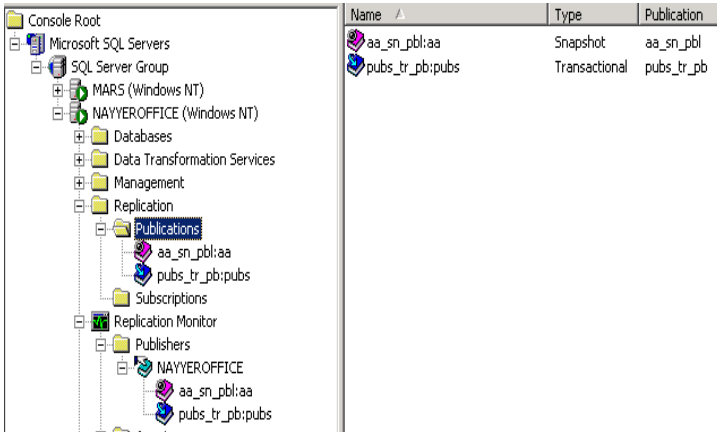 Console Root
Microsoft SQL Servers
SQL Server Group
MARS (Windows NT)
NAYYEROFFICE (Windows NT)
Databases
Data Transformation Services
Management
Replication
Publications
aa_sn_pbl:aa
pubs_tr_pb:pubs
Subscriptions
Replication Monitor
Publishers
NAYYEROFFICE
aa_sn_pbl:aa
pubs_tr_pb:pubs
Name Type Publication
aa_sn_pbl:aa Snapshot aa_sn_pbl
pubs_tr_pb:pubs Transactional pubs_tr_pb